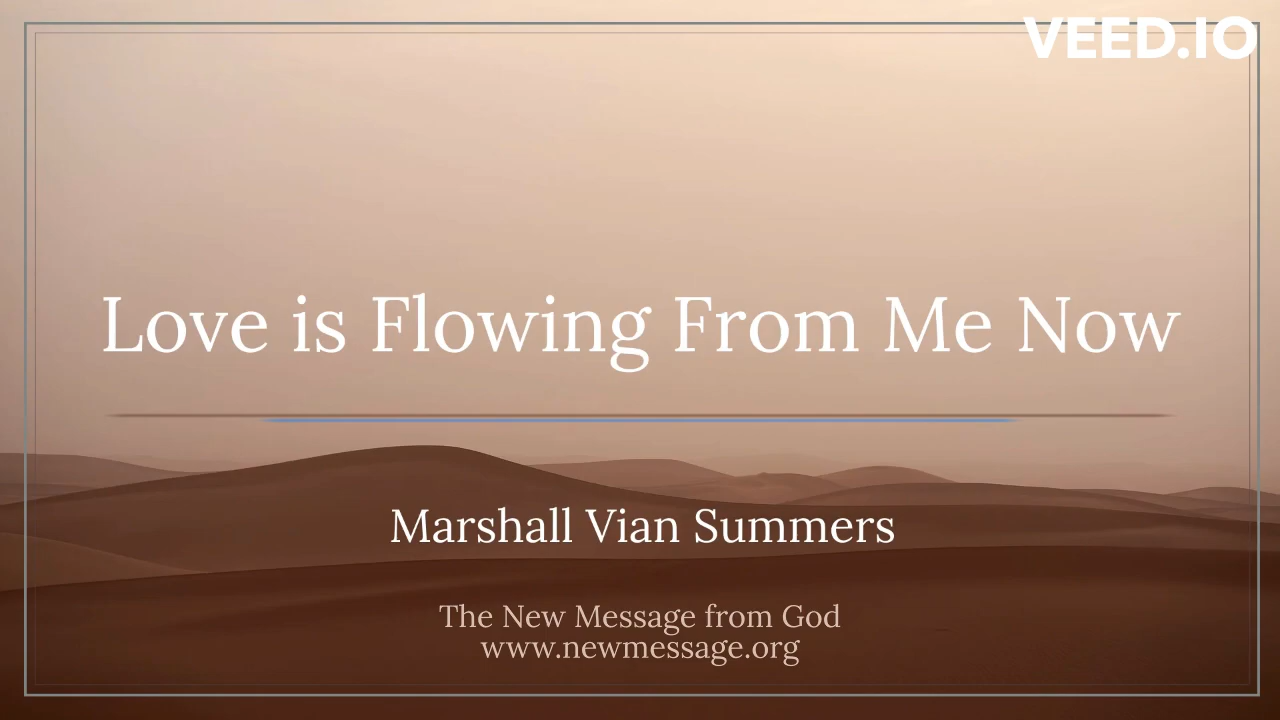 VEED.IO
Love is Flowing From Me Now
Marshall Vian Summers
The New Message from God
www.newmessage.org